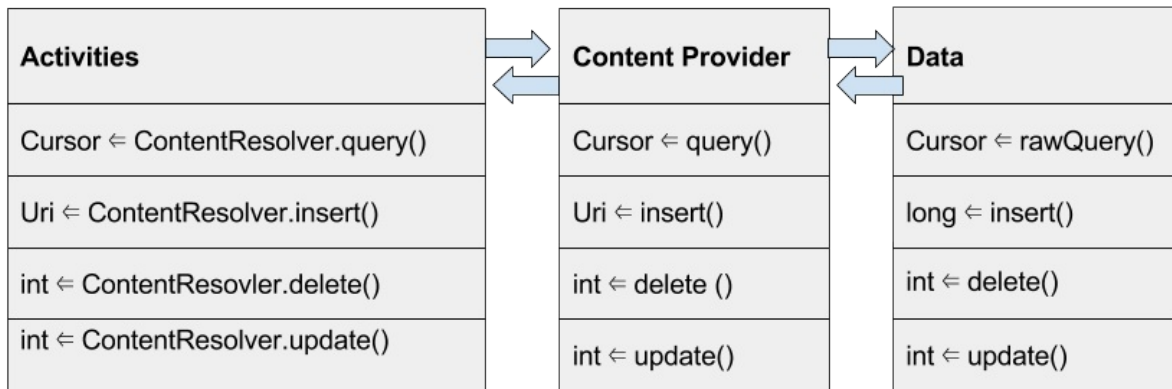 Activities
Cursor ⇐ ContentResolver.query()
Uri ⇐ ContentResolver.insert()
int ⇐ ContentResovler.delete()
int ⇐ ContentResolver.update()
Content Provider
Cursor ⇐ query()
Uri ⇐ insert()
int ⇐ delete ()
int ⇐ update()
Data
Cursor ⇐ rawQuery()
long ⇐ insert()
int ⇐ delete()
int ⇐ update()